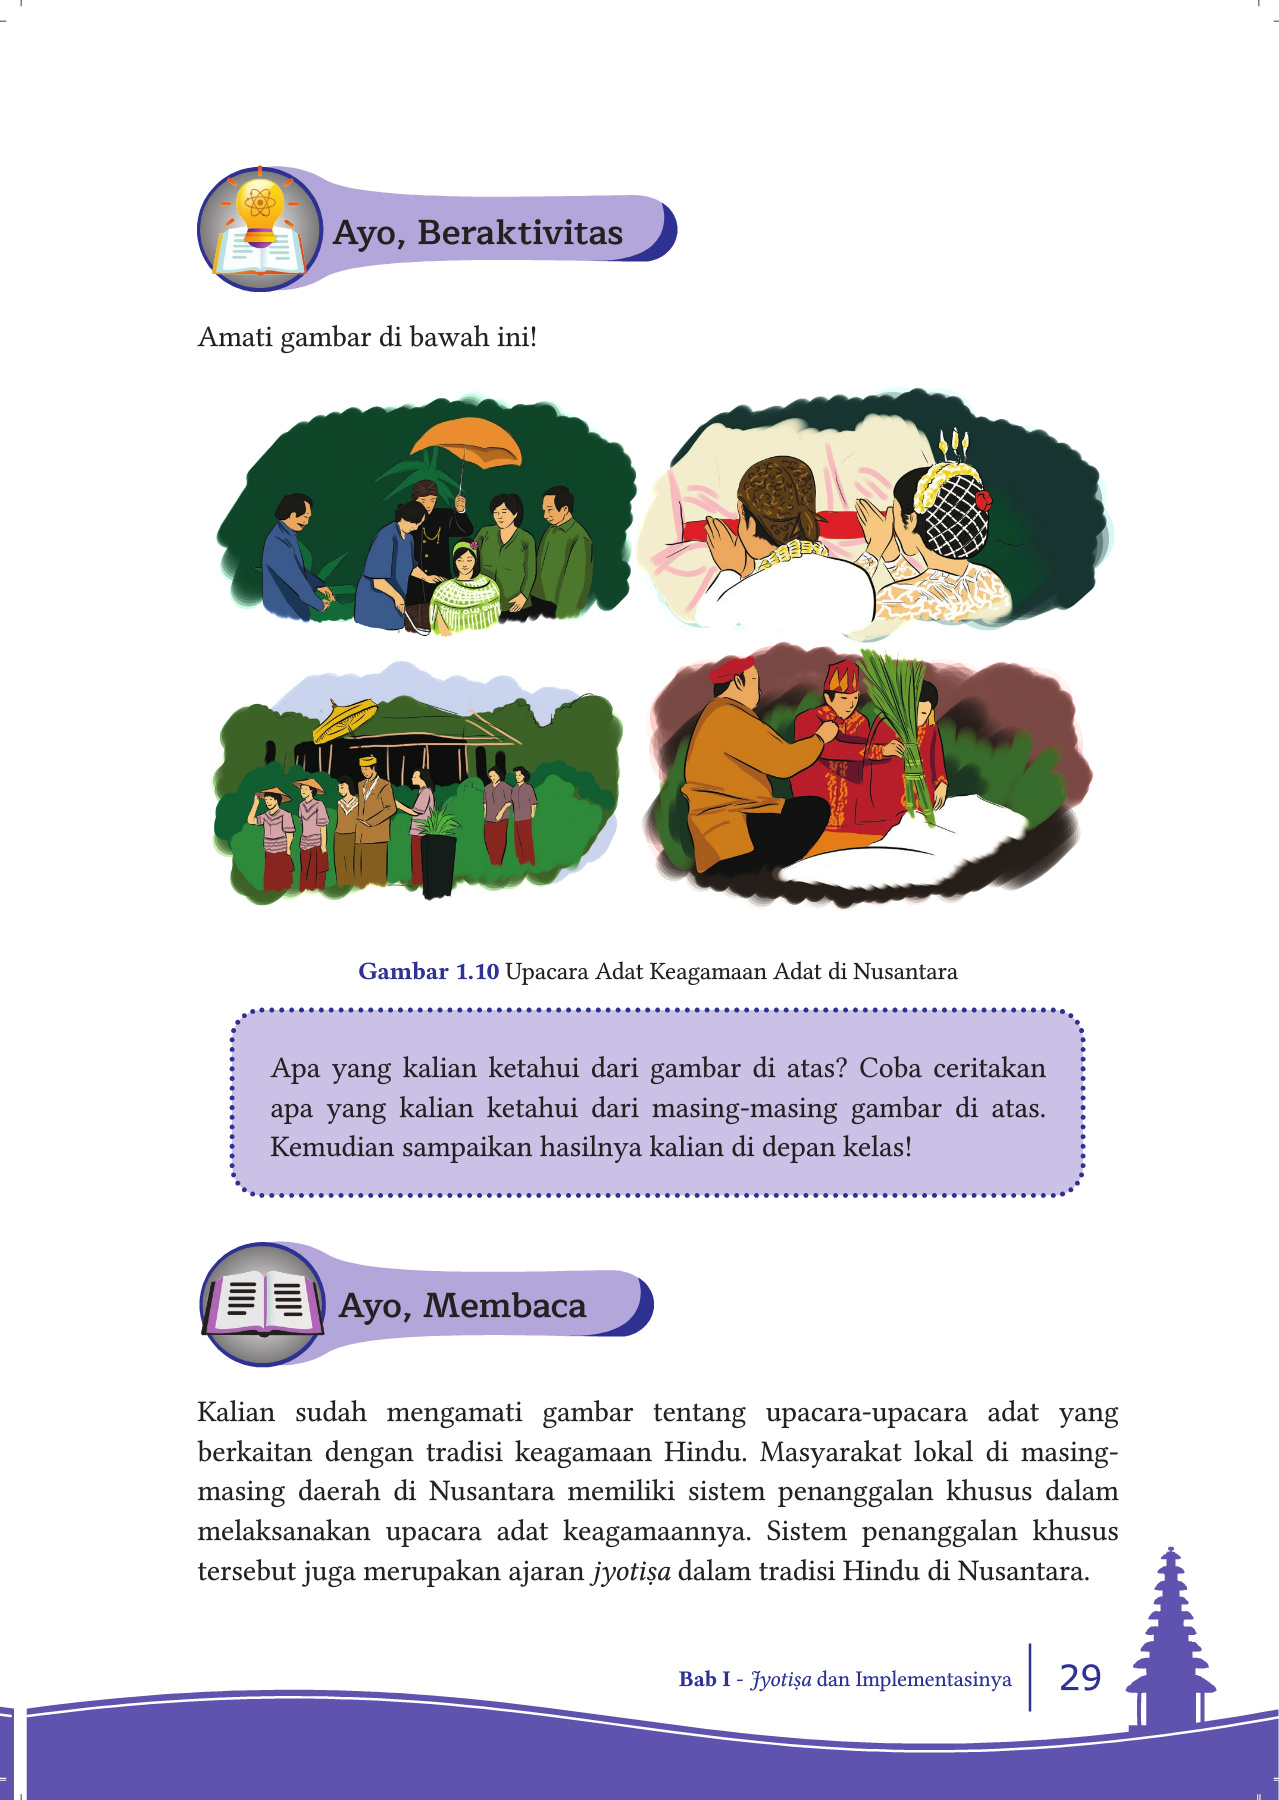 Ayo, Beraktivitas
Amati gambar di bawah ini!
Gambar 1.10 Upacara Adat Keagamaan Adat di Nusantara
Apa yang kalian ketahui dari gambar di atas? Coba ceritakan
apa yang kalian ketahui dari masing-masing gambar di atas.
Kemudian sampaikan hasilnya kalian di depan kelas!
Ayo, Membaca
Kalian sudah mengamati gambar tentang upacara-upacara adat yang
berkaitan dengan tradisi keagamaan Hindu. Masyarakat lokal di masing-
masing daerah di Nusantara memiliki sistem penanggalan khusus dalam
melaksanakan upacara adat keagamaannya. Sistem penanggalan khusus
tersebut juga merupakan ajaran jyotiṣa dalam tradisi Hindu di Nusantara.
Bab I - Jyotiṣa dan Implementasinya 29